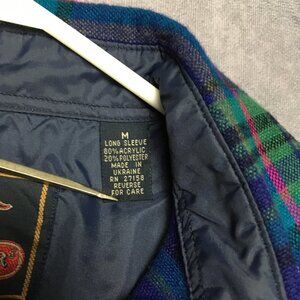 M
LONG SLEEVE
80% ACRYLIC
20% POLYESTER
MADE IN
UKRAINE
RN 27158
REVERSE
FOR CARE